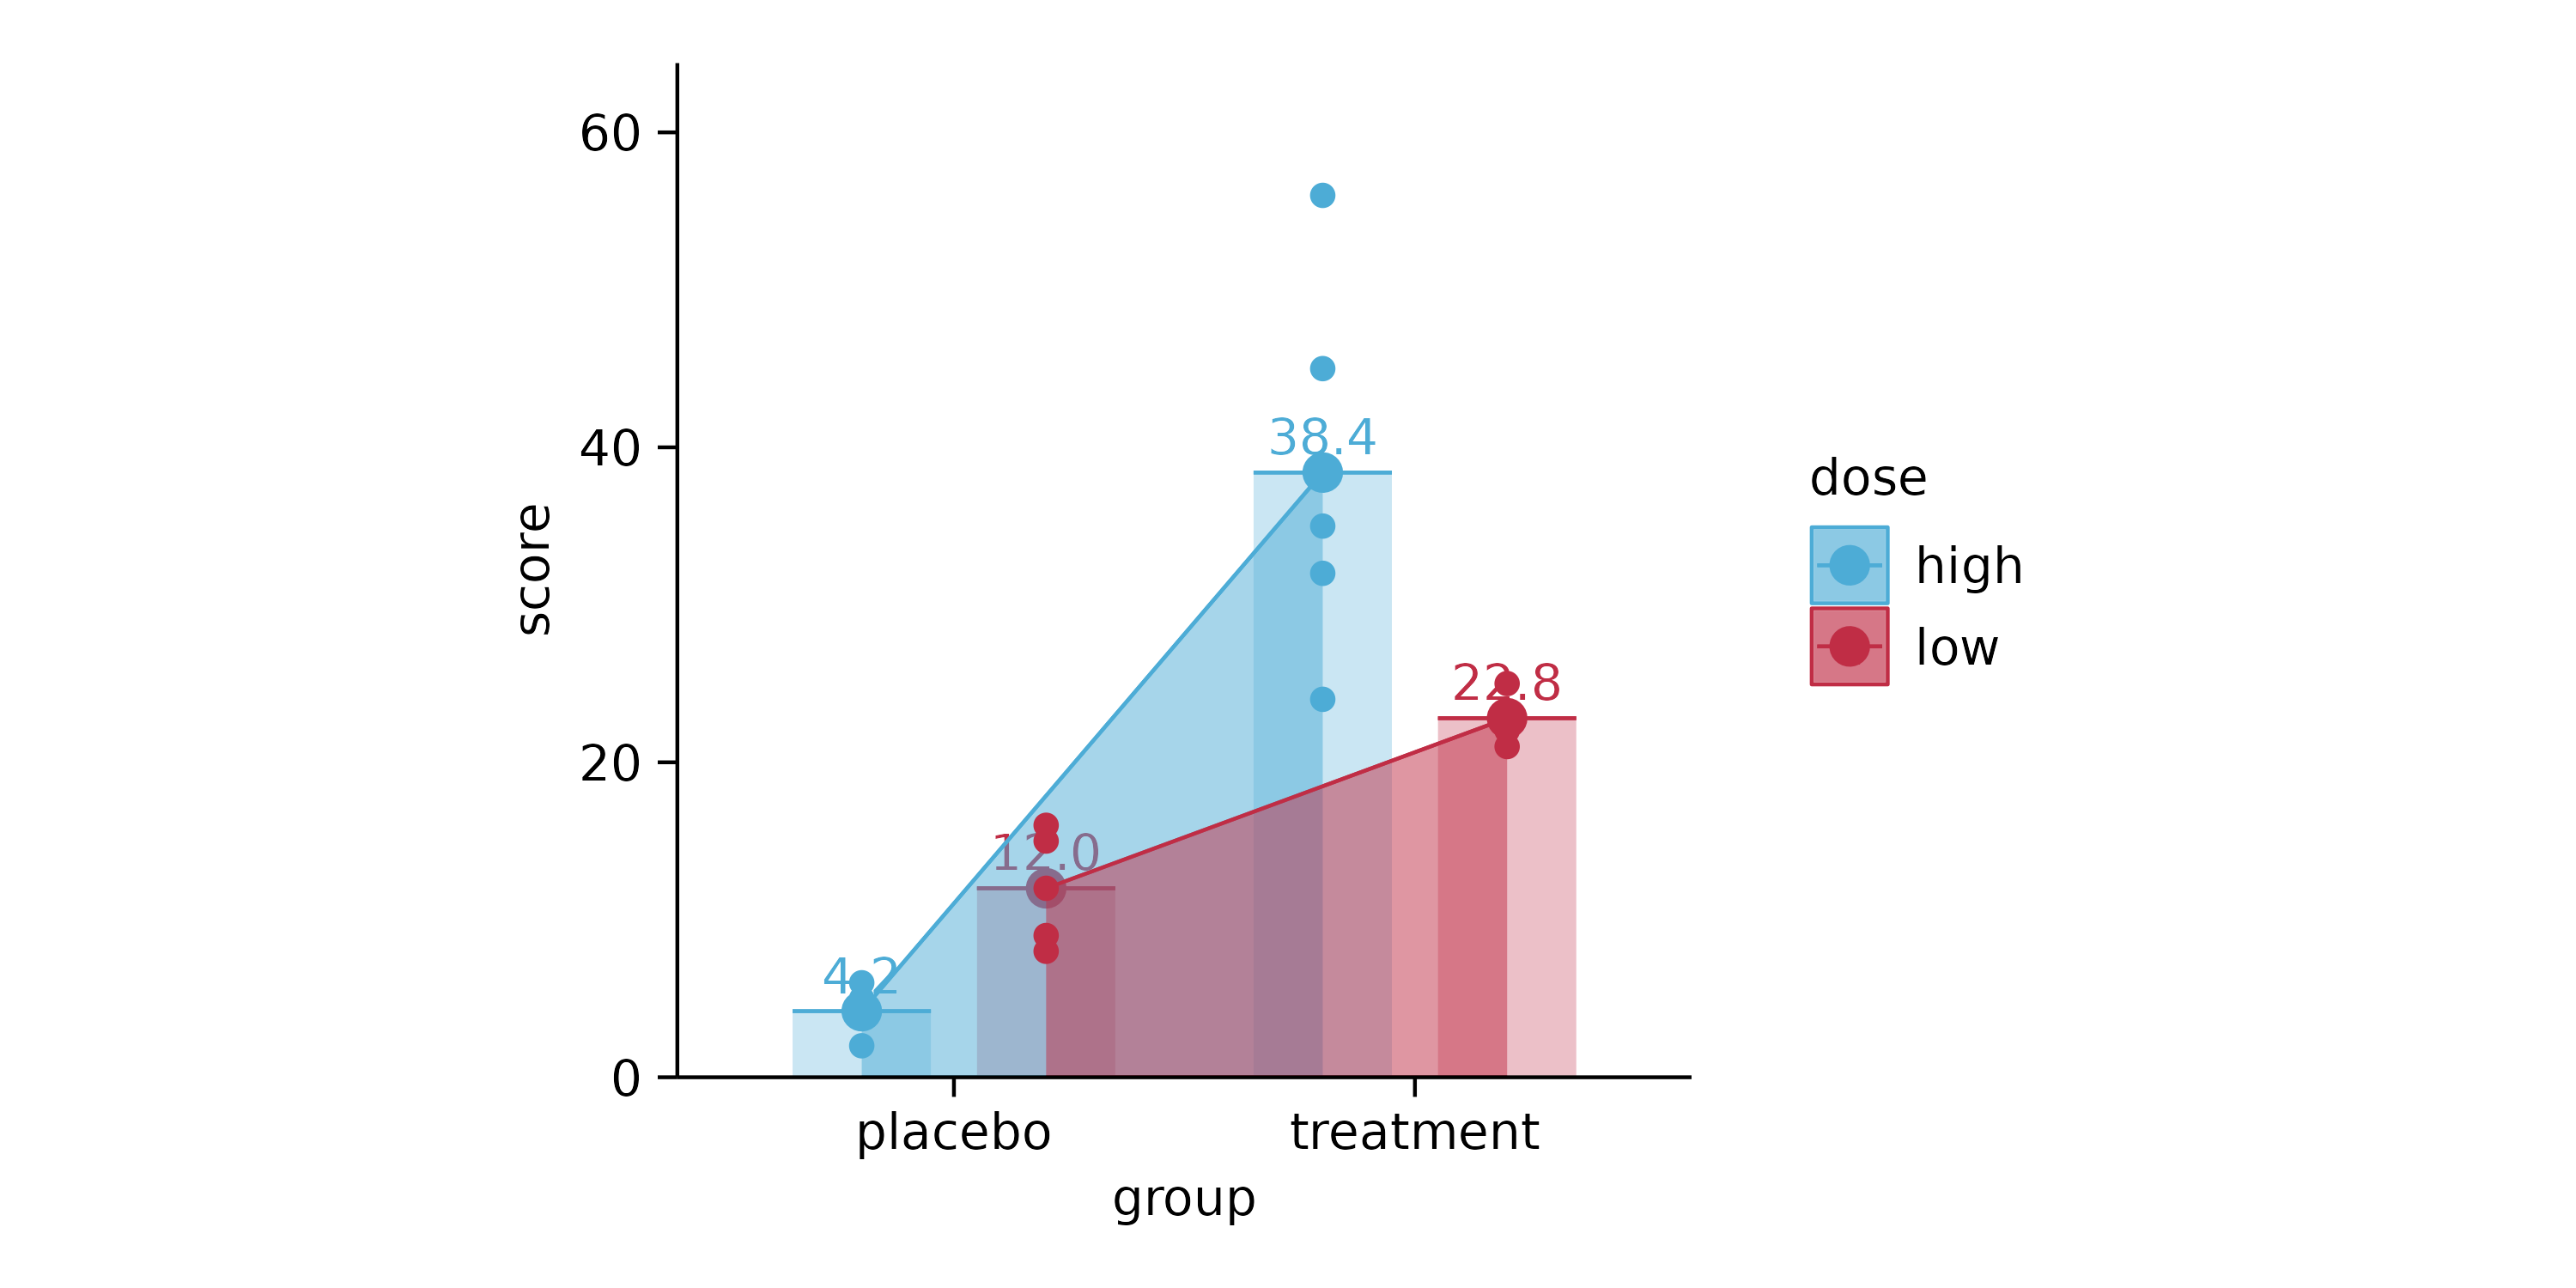 60
40
20
0
score
38.4
22.8
12.0
4.2
placebo
treatment
group
dose
high
low